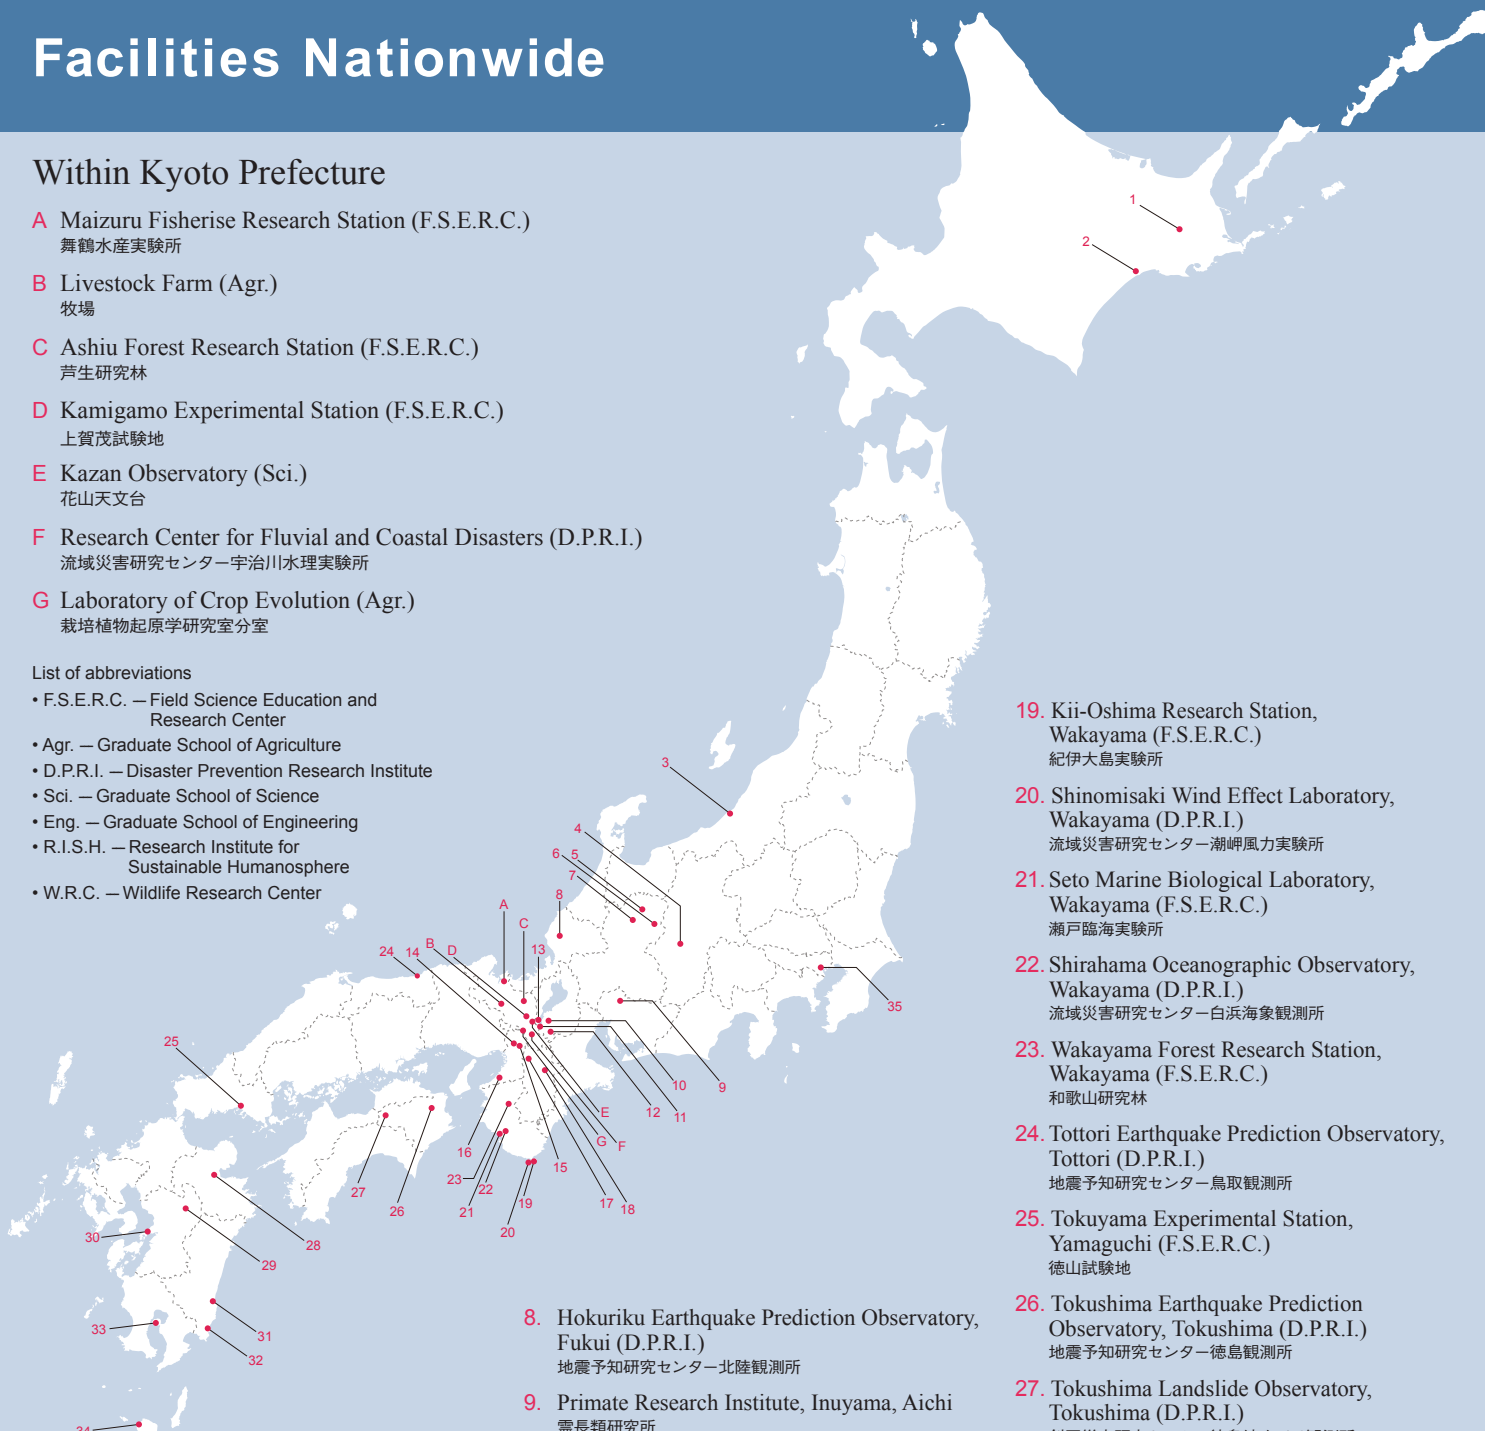 Facilities Nationwide
Within Kyoto Prefecture
A Maizuru Fisherise Research Station (F.S.E.R.C.)
舞鶴水産実験所
B Livestock Farm (Agr.)
牧場
C Ashiu Forest Research Station (F.S.E.R.C.)
芦生研究林
D Kamigamo Experimental Station (F.S.E.R.C.)
上賀茂試験地
E Kazan Observatory (Sci.)
花山天文台
F Research Center for Fluvial and Coastal Disasters (D.P.R.I.)
流域災害研究センター宇治川水理実験所
G Laboratory of Crop Evolution (Agr.)
栽培植物起原学研究室分室
List of abbreviations
• F.S.E.R.C. — Field Science Education and
Research Center
• Agr. — Graduate School of Agriculture
• D.P.R.I. — Disaster Prevention Research Institute
• Sci. — Graduate School of Science
• Eng. — Graduate School of Engineering
• R.I.S.H. — Research Institute for
Sustainable Humanosphere
• W.R.C. — Wildlife Research Center
1
2
3
4
6 5
7
8
A
C
B D 13
24 14
35
25
10 9
E 12 11
G F
16 15
23 22
27 26 21 19 17 18
20
30 28
29
33 31
32
34
8. Hokuriku Earthquake Prediction Observatory,
Fukui (D.P.R.I.)
地震予知研究センター北陸観測所
9. Primate Research Institute, Inuyama, Aichi
霊長類研究所
19. Kii-Oshima Research Station,
Wakayama (F.S.E.R.C.)
紀伊大島実験所
20. Shinomisaki Wind Effect Laboratory,
Wakayama (D.P.R.I.)
流域災害研究センター潮岬風力実験所
21. Seto Marine Biological Laboratory,
Wakayama (F.S.E.R.C.)
瀬戸臨海実験所
22. Shirahama Oceanographic Observatory,
Wakayama (D.P.R.I.)
流域災害研究センター白浜海象観測所
23. Wakayama Forest Research Station,
Wakayama (F.S.E.R.C.)
和歌山研究林
24. Tottori Earthquake Prediction Observatory,
Tottori (D.P.R.I.)
地震予知研究センター鳥取観測所
25. Tokuyama Experimental Station,
Yamaguchi (F.S.E.R.C.)
徳山試験地
26. Tokushima Earthquake Prediction
Observatory, Tokushima (D.P.R.I.)
地震予知研究センター徳島観測所
27. Tokushima Landslide Observatory,
Tokushima (D.P.R.I.)